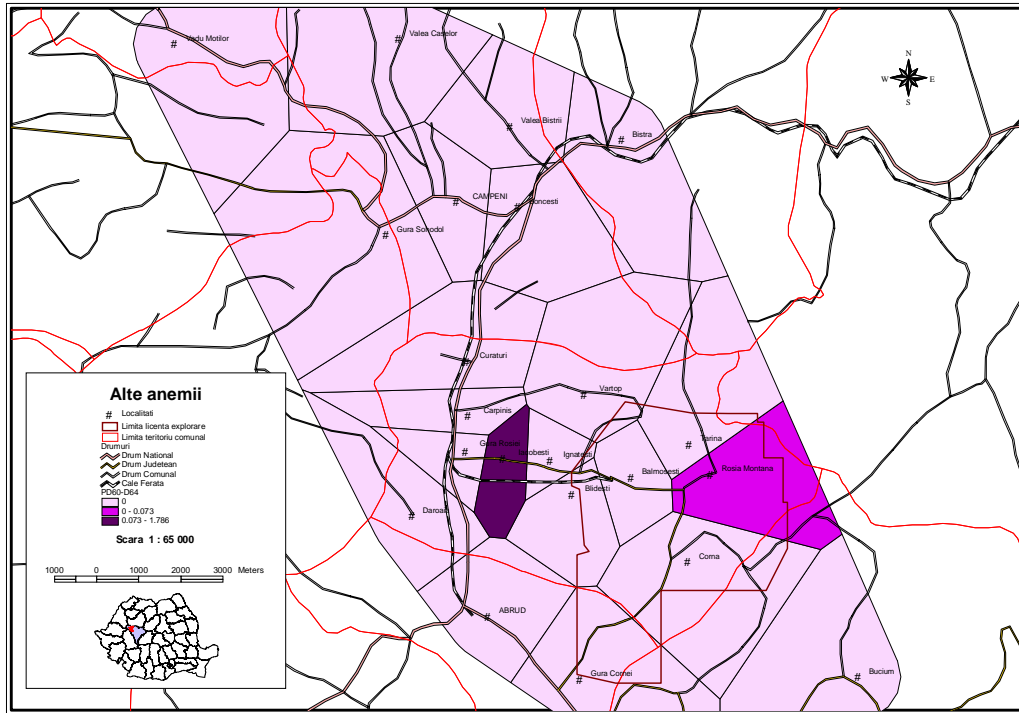 Vadu Motilor
Valea Caselor
N
W E
S
Valea Bistrii
Bistra
CAMPENI
Boncesti
Gura Sohodol
Curaturi
Vartop
Carpinis
Tarina
Gura Rosiei
Iacobesti
Ignatesti
Balmosesti
Rosia Montana
Blidesti
Daroaia
Corna
ABRUD
Gura Cornei
Bucium
Alte anemii
# Localitati
Limita licenta explorare
Limita teritoriu comunal
Drumuri
Drum National
Drum Judetean
Drum Comunal
Cale Ferata
PD60-D64
0
0 - 0.073
0.073 - 1.786
Scara 1 : 65 000
1000 0 1000 2000 3000 Meters